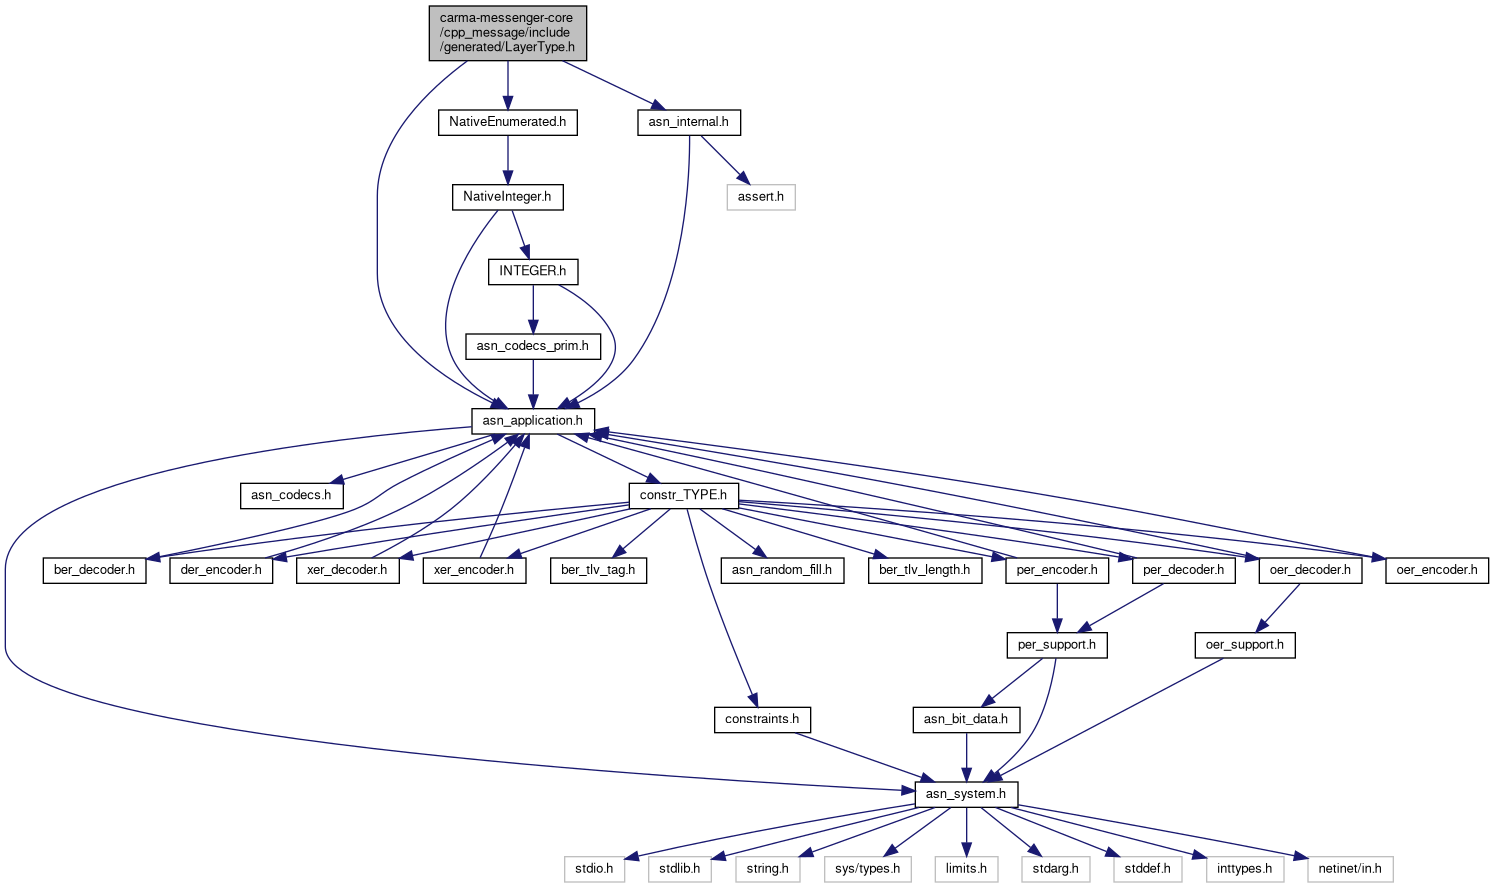 carma-messenger-core
/cpp_message/include
/generated/LayerType.h
NativeEnumerated.h
asn_internal.h
NativeInteger.h
assert.h
INTEGER.h
asn_codecs_prim.h
asn_application.h
asn_codecs.h
constr_TYPE.h
ber_decoder.h
der_encoder.h
xer_decoder.h
xer_encoder.h
ber_tlv_tag.h
asn_random_fill.h
ber_tlv_length.h
per_encoder.h
per_decoder.h
oer_decoder.h
oer_encoder.h
per_support.h
oer_support.h
constraints.h
asn_bit_data.h
asn_system.h
stdio.h
stdlib.h
string.h
sys/types.h
limits.h
stdarg.h
stddef.h
inttypes.h
netinet/in.h